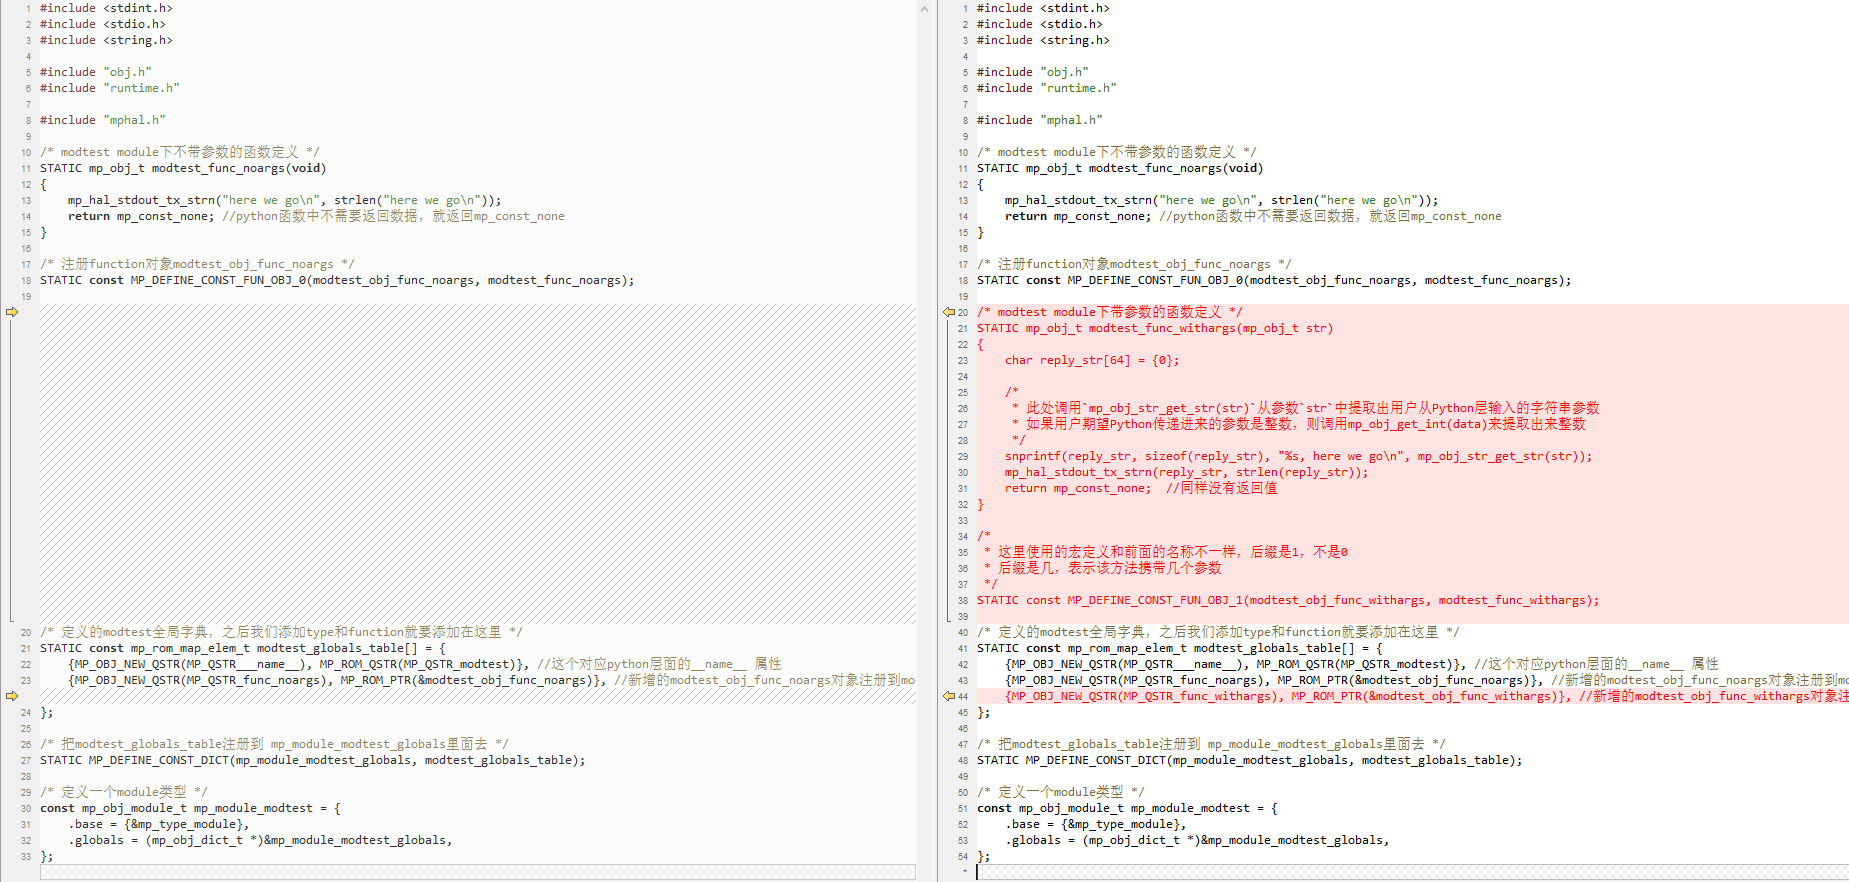 1 #include <stdint.h>
2 #include <stdio.h>
3 #include <string.h>
4
5 #include "obj.h"
6 #include "runtime.h"
7
8 #include "mphal.h"
9
10 /* modtest module下不带参数的函数定义 */
11 STATIC mp_obj_t modtest_func_noargs(void)
12 {
13     mp_hal_stdout_tx_strn("here we go\n", strlen("here we go\n"));
14     return mp_const_none; //python函数中不需要返回数据，就返回mp_const_none
15 }
16
17 /* 注册function对象modtest_obj_func_noargs */
18 STATIC const MP_DEFINE_CONST_FUN_OBJ_0(modtest_obj_func_noargs, modtest_func_noargs);
19
20 /* 定义的modtest全局字典，之后我们添加type和function就要添加在这里 */
21 STATIC const mp_rom_map_elem_t modtest_globals_table[] = {
22     {MP_OBJ_NEW_QSTR(MP_QSTR___name__), MP_ROM_QSTR(MP_QSTR_modtest)}, //这个对应python层面的__name__ 属性
23     {MP_OBJ_NEW_QSTR(MP_QSTR_func_noargs), MP_ROM_PTR(&modtest_obj_func_noargs)}, //新增的modtest_obj_func_noargs对象注册到mo
24 };
25
26 /* 把modtest_globals_table注册到 mp_module_modtest_globals里面去 */
27 STATIC MP_DEFINE_CONST_DICT(mp_module_modtest_globals, modtest_globals_table);
28
29 /* 定义一个module类型 */
30 const mp_obj_module_t mp_module_modtest = {
31     .base = {&mp_type_module},
32     .globals = (mp_obj_dict_t *)&mp_module_modtest_globals,
33 };
1 #include <stdint.h>
2 #include <stdio.h>
3 #include <string.h>
4
5 #include "obj.h"
6 #include "runtime.h"
7
8 #include "mphal.h"
9
10 /* modtest module下不带参数的函数定义 */
11 STATIC mp_obj_t modtest_func_noargs(void)
12 {
13     mp_hal_stdout_tx_strn("here we go\n", strlen("here we go\n"));
14     return mp_const_none; //python函数中不需要返回数据，就返回mp_const_none
15 }
16
17 /* 注册function对象modtest_obj_func_noargs */
18 STATIC const MP_DEFINE_CONST_FUN_OBJ_0(modtest_obj_func_noargs, modtest_func_noargs);
19
20 /* modtest module下带参数的函数定义 */
21 STATIC mp_obj_t modtest_func_withargs(mp_obj_t str)
22 {
23     char reply_str[64] = {0};
24
25     /*
26      * 此处调用`mp_obj_str_get_str(str)`从参数`str`中提取出用户从Python层输入的字符串参数
27      * 如果用户期望Python传递进来的参数是整数，则调用mp_obj_get_int(data)来提取出来整数
28      */
29     snprintf(reply_str, sizeof(reply_str), "%s, here we go\n", mp_obj_str_get_str(str));
30     mp_hal_stdout_tx_strn(reply_str, strlen(reply_str));
31     return mp_const_none;  //同样没有返回值
32 }
33
34 /*
35  * 这里使用的宏定义和前面的名称不一样，后缀是1，不是0
36  * 后缀是几，表示该方法携带几个参数
37  */
38 STATIC const MP_DEFINE_CONST_FUN_OBJ_1(modtest_obj_func_withargs, modtest_func_withargs);
39
40 /* 定义的modtest全局字典，之后我们添加type和function就要添加在这里 */
41 STATIC const mp_rom_map_elem_t modtest_globals_table[] = {
42     {MP_OBJ_NEW_QSTR(MP_QSTR___name__), MP_ROM_QSTR(MP_QSTR_modtest)}, //这个对应python层面的__name__ 属性
43     {MP_OBJ_NEW_QSTR(MP_QSTR_func_noargs), MP_ROM_PTR(&modtest_obj_func_noargs)}, //新增的modtest_obj_func_noargs对象注册到mo
44     {MP_OBJ_NEW_QSTR(MP_QSTR_func_withargs), MP_ROM_PTR(&modtest_obj_func_withargs)}, //新增的modtest_obj_func_withargs对象注
45 };
46
47 /* 把modtest_globals_table注册到 mp_module_modtest_globals里面去 */
48 STATIC MP_DEFINE_CONST_DICT(mp_module_modtest_globals, modtest_globals_table);
49
50 /* 定义一个module类型 */
51 const mp_obj_module_t mp_module_modtest = {
52     .base = {&mp_type_module},
53     .globals = (mp_obj_dict_t *)&mp_module_modtest_globals,
54 };